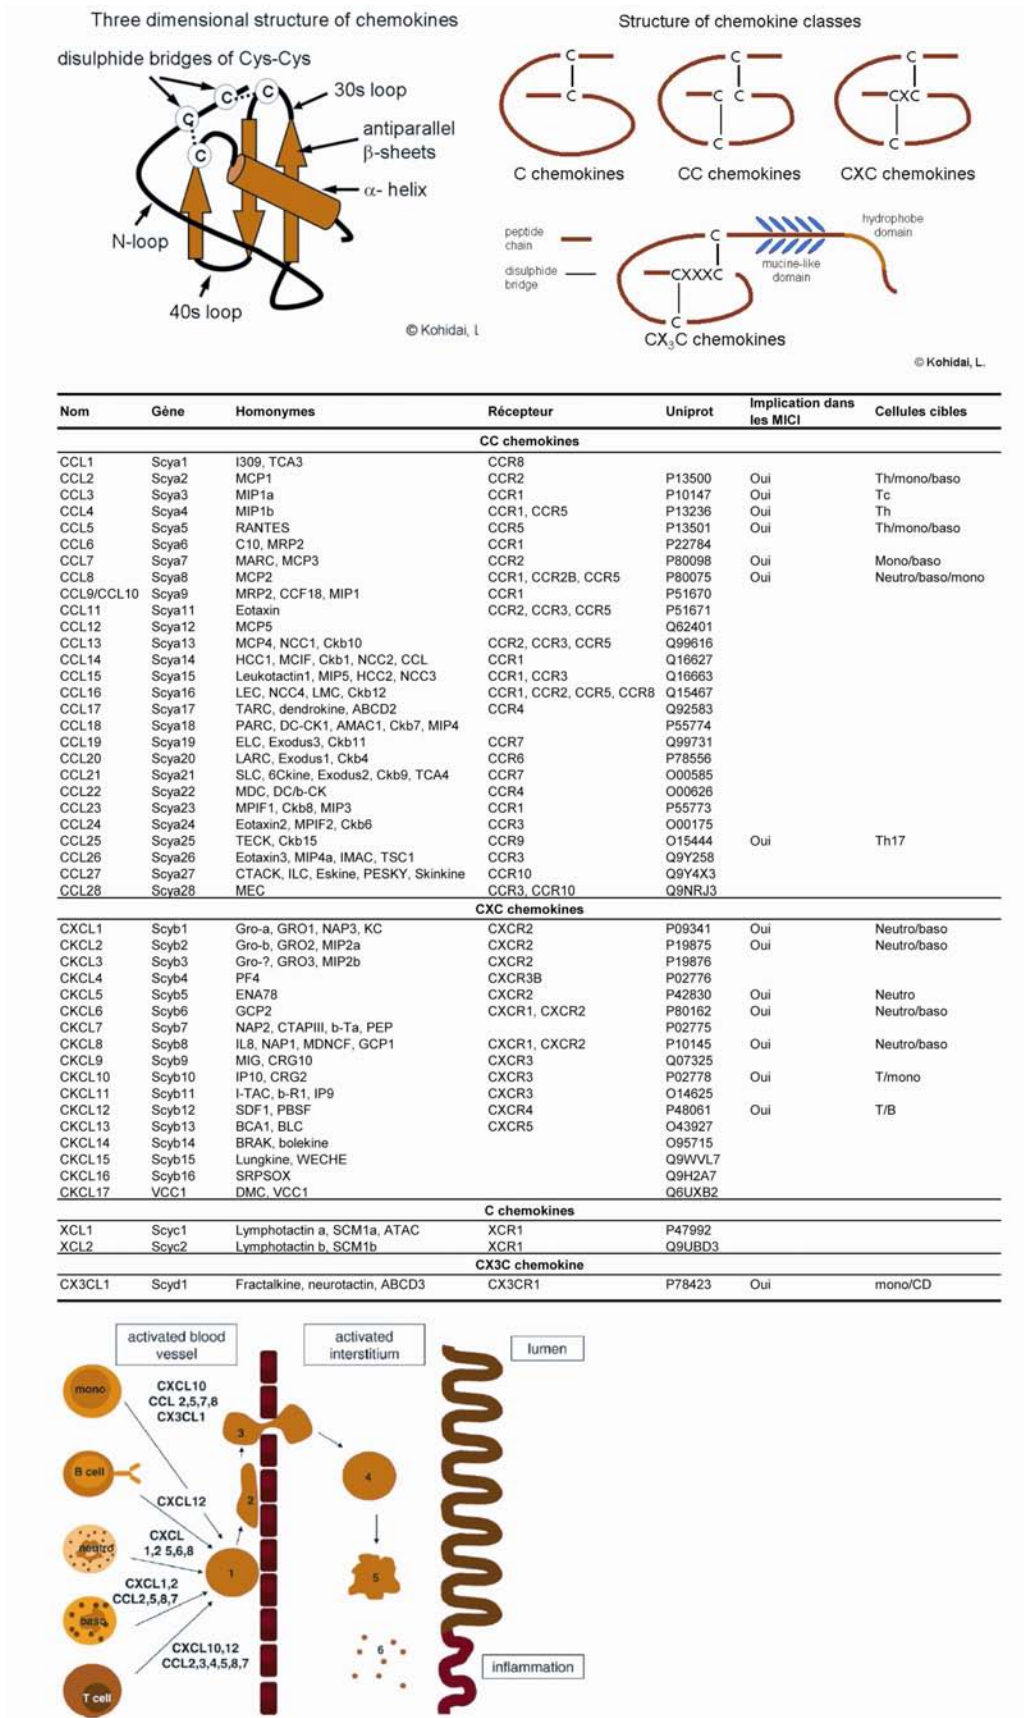 Three dimensional structure of chemokines
disulphide bridges of Cys-Cys
C
C
C
C
30s loop
antiparallel
β-sheets
α- helix
N-loop
40s loop
© Kohidai, L
Structure of chemokine classes
C
C
C chemokines
C
C C
C
CC chemokines
C
CXC
C
CXC chemokines
peptide
chain
disulphide
bridge
C
CXXXC
C
mucine-like
domain
hydrophobe
domain
CX3C chemokines
© Kohidai, L.
Nom Gène Homonymes Récepteur Uniprot Implication dans les MICI Cellules cibles
CC chemokines
CCL1 Scya1 I309, TCA3 CCR8
CCL2 Scya2 MCP1 CCR2 P13500 Oui Th/mono/baso
CCL3 Scya3 MIP1a CCR1 P10147 Oui Tc
CCL4 Scya4 MIP1b CCR1, CCR5 P13236 Oui Th
CCL5 Scya5 RANTES CCR5 P13501 Oui Th/mono/baso
CCL6 Scya6 C10, MRP2 CCR1 P22784
CCL7 Scya7 MARC, MCP3 CCR2 P80098 Oui Mono/baso
CCL8 Scya8 MCP2 CCR1, CCR2B, CCR5 P80075 Oui Neutro/baso/mono
CCL9/CCL10 Scya9 MRP2, CCF18, MIP1 CCR1 P51670
CCL11 Scya11 Eotaxin CCR2, CCR3, CCR5 P51671
CCL12 Scya12 MCP5 Q62401
CCL13 Scya13 MCP4, NCC1, Ckb10 CCR2, CCR3, CCR5 Q99616
CCL14 Scya14 HCC1, MCIF, Ckb1, NCC2, CCL CCR1 Q16627
CCL15 Scya15 Leukotactin1, MIP5, HCC2, NCC3 CCR1, CCR3 Q16663
CCL16 Scya16 LEC, NCC4, LMC, Ckb12 CCR1, CCR2, CCR5, CCR8 Q15467
CCL17 Scya17 TARC, dendrokine, ABCD2 CCR4 Q92583
CCL18 Scya18 PARC, DC-CK1, AMAC1, Ckb7, MIP4 P55774
CCL19 Scya19 ELC, Exodus3, Ckb11 CCR7 Q99731
CCL20 Scya20 LARC, Exodus1, Ckb4 CCR6 P78556
CCL21 Scya21 SLC, 6Ckine, Exodus2, Ckb9, TCA4 CCR7 O00585
CCL22 Scya22 MDC, DC/b-CK CCR4 O00626
CCL23 Scya23 MPIF1, Ckb8, MIP3 CCR1 P55773
CCL24 Scya24 Eotaxin2, MPIF2, Ckb6 CCR3 O00175
CCL25 Scya25 TECK, Ckb15 CCR9 O15444 Oui Th17
CCL26 Scya26 Eotaxin3, MIP4a, IMAC, TSC1 CCR3 Q9Y258
CCL27 Scya27 CTACK, ILC, Eskine, PESKY, Skinkine CCR10 Q9Y4X3
CCL28 Scya28 MEC CCR3, CCR10 Q9NRJ3
CXC chemokines
CXCL1 Scyb1 Gro-a, GRO1, NAP3, KC CXCR2 P09341 Oui Neutro/baso
CKCL2 Scyb2 Gro-b, GRO2, MIP2a CXCR2 P19875 Oui Neutro/baso
CKCL3 Scyb3 Gro-?, GRO3, MIP2b CXCR2 P19876
CKCL4 Scyb4 PF4 CXCR3B P02776
CKCL5 Scyb5 ENA78 CXCR2 P42830 Oui Neutro
CKCL6 Scyb6 GCP2 CXCR1, CXCR2 P80162 Oui Neutro/baso
CKCL7 Scyb7 NAP2, CTAPIII, b-Ta, PEP P02775
CKCL8 Scyb8 IL8, NAP1, MDNCF, GCP1 CXCR1, CXCR2 P10145 Oui Neutro/baso
CKCL9 Scyb9 MIG, CRG10 CXCR3 Q07325
CKCL10 Scyb10 IP10, CRG2 CXCR3 P02778 Oui T/mono
CKCL11 Scyb11 I-TAC, b-R1, IP9 CXCR3 O14625
CKCL12 Scyb12 SDF1, PBSF CXCR4 P48061 Oui T/B
CKCL13 Scyb13 BCA1, BLC CXCR5 O43927
CKCL14 Scyb14 BRAK, bolekine O95715
CKCL15 Scyb15 Lungkine, WECHE Q9WVL7
CKCL16 Scyb16 SRPSOX Q9H2A7
CKCL17 VCC1 DMC, VCC1 Q6UXB2
C chemokines
XCL1 Scyc1 Lymphotactin a, SCM1a, ATAC XCR1 P47992
XCL2 Scyc2 Lymphotactin b, SCM1b XCR1 Q9UBD3
CX3C chemokine
CX3CL1 Scyd1 Fractalkine, neurotactin, ABCD3 CX3CR1 P78423 Oui mono/CD
activated blood
vessel
activated
interstitium
lumen
mono
CXCL10
CCL 2,5,7,8
CX3CL1
3
B cell
4
CXCL12
2
neutro
CXCL
1,2 5,6,8
1
5
baso
CXCL1,2
CCL2,5,8,7
CXCL10,12
CCL2,3,4,5,8,7
6
T cell
inflammation